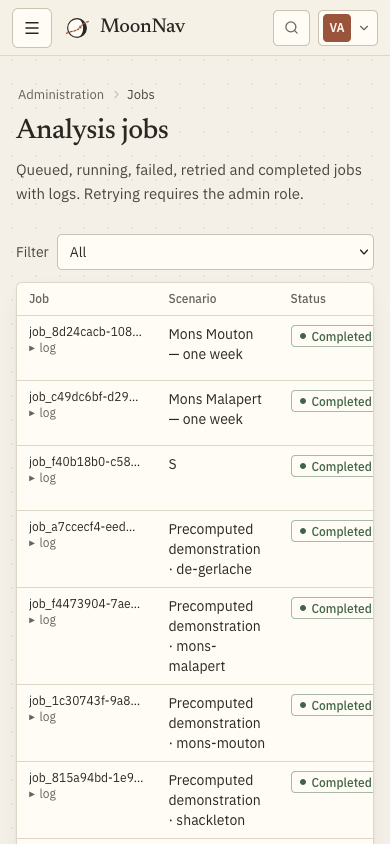 MoonNav
VA
Administration > Jobs
Analysis jobs
Queued, running, failed, retried and completed jobs
with logs. Retrying requires the admin role.
Filter All
Job Scenario Status
job_8d24cacb-108… Mons Mouton Completed
▸ log — one week
job_c49dc6bf-d29… Mons Malapert Completed
▸ log — one week
job_f40b18b0-c58… S Completed
▸ log
job_a7ccecf4-eed… Precomputed Completed
▸ log demonstration
· de-gerlache
job_f4473904-7ae… Precomputed Completed
▸ log demonstration
· mons-
malapert
job_1c30743f-9a8… Precomputed Completed
▸ log demonstration
· mons-mouton
job_815a94bd-1e9… Precomputed Completed
▸ log demonstration
· shackleton